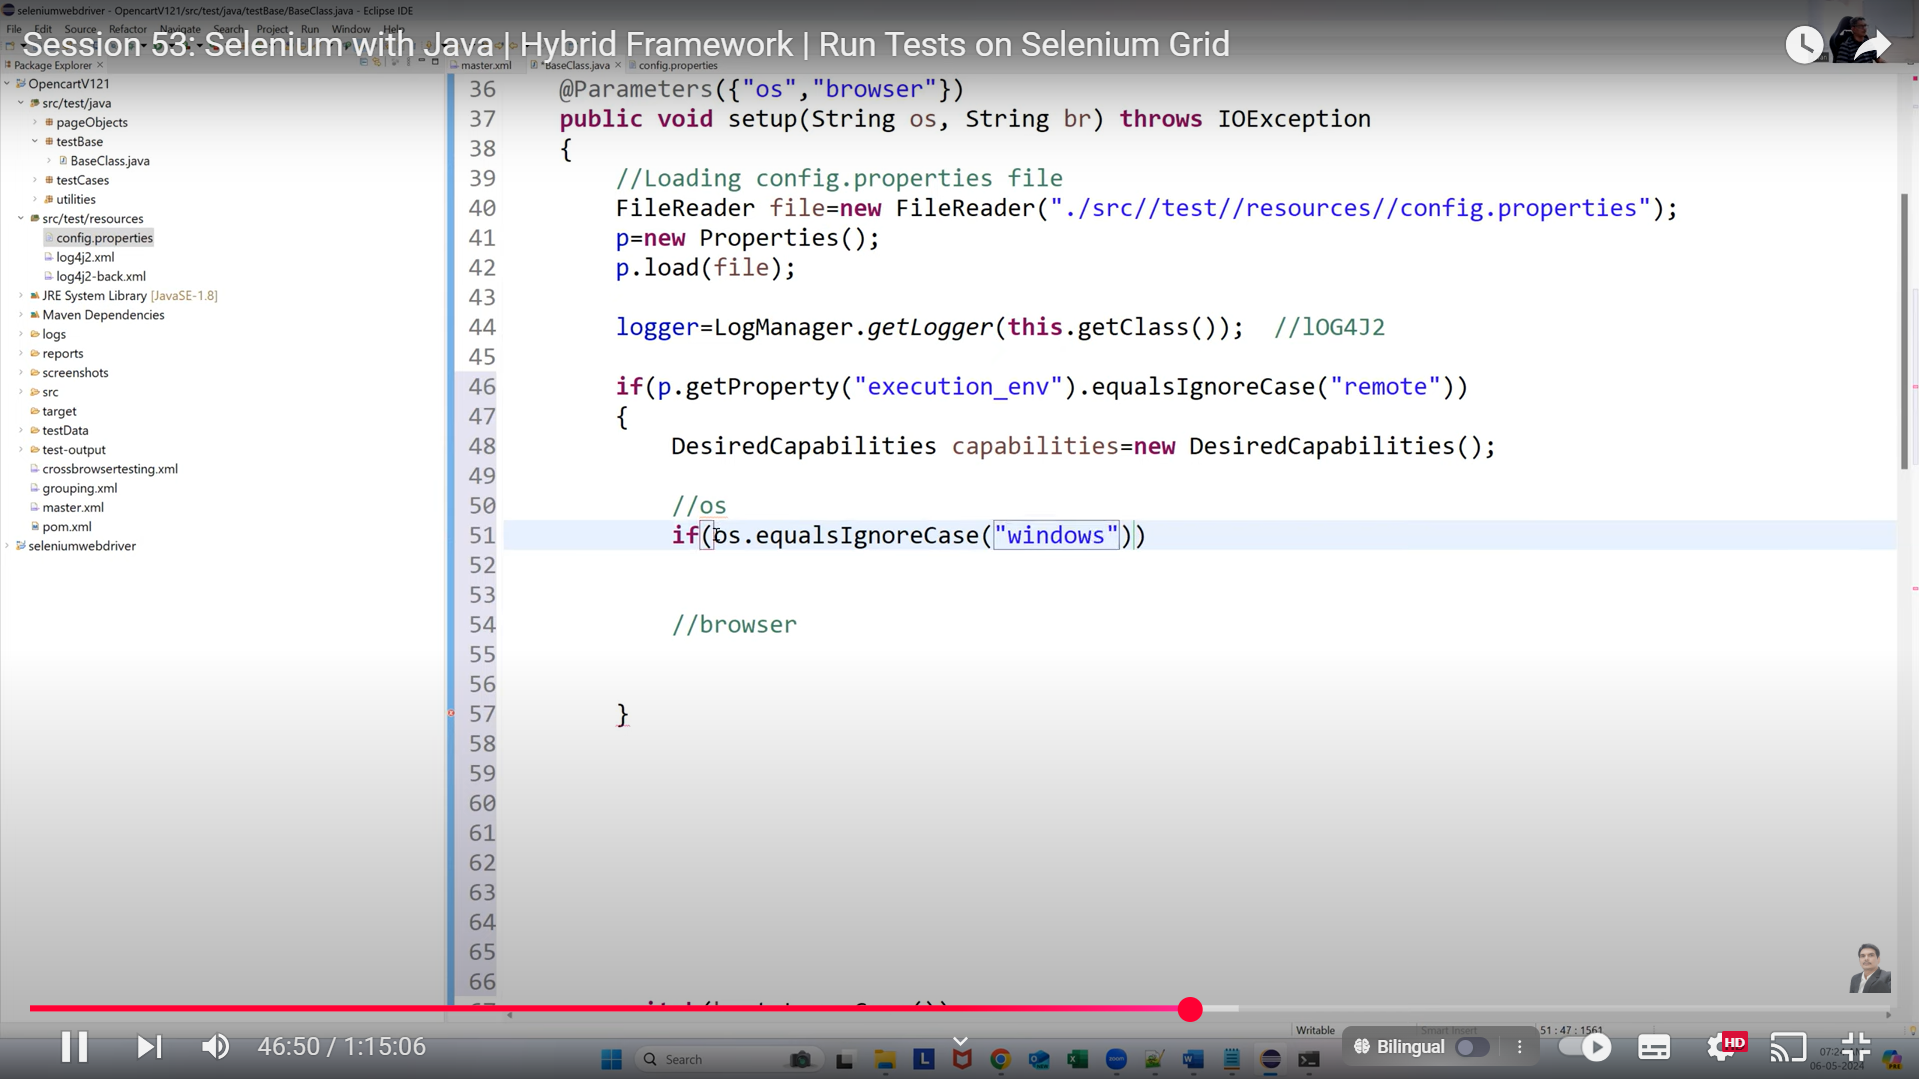 seleniumwebdriver - OpencartV121/src/test/java/testBase/BaseClass.java - Eclipse IDE
File Edit Source Refactor Navigate Search Project Run Window Help
Session 53: Selenium with Java | Hybrid Framework | Run Tests on Selenium Grid
Package Explorer
master.xml *BaseClass.java config.properties
OpencartV121
src/test/java
pageObjects
testBase
BaseClass.java
testCases
utilities
src/test/resources
config.properties
log4j2.xml
log4j2-back.xml
JRE System Library [JavaSE-1.8]
Maven Dependencies
logs
reports
screenshots
src
target
testData
test-output
crossbrowsertesting.xml
grouping.xml
master.xml
pom.xml
seleniumwebdriver
36 @Parameters({"os","browser"})
37 public void setup(String os, String br) throws IOException
38 {
39 //Loading config.properties file
40 FileReader file=new FileReader("./src//test//resources//config.properties");
41 p=new Properties();
42 p.load(file);
43
44 logger=LogManager.getLogger(this.getClass()); //lOG4J2
45
46 if(p.getProperty("execution_env").equalsIgnoreCase("remote"))
47 {
48 DesiredCapabilities capabilities=new DesiredCapabilities();
49
50 //os
51 if(os.equalsIgnoreCase("windows"))
52
53
54 //browser
55
56
57 }
58
59
60
61
62
63
64
65
66
Writable Smart Insert 51 : 47 : 1561
46:50 / 1:15:06
Search
Bilingual
HD
06-05-2024